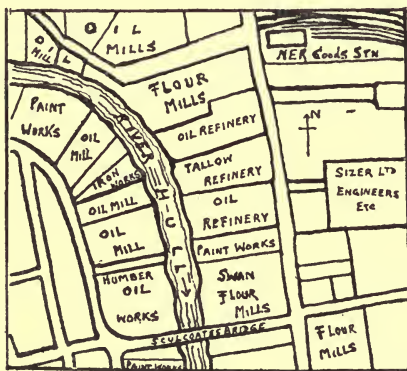 O I L
MILLS
O I L
MILL
NER Goods STN
FLOUR
MILLS
PAINT
WORKS
OIL
MILL
RIVER
HULL
OIL REFINERY
N
IRON
WORKS
TALLOW
REFINERY
SIZER LTD
ENGINEERS
ETC
OIL MILL
OIL
REFINERY
OIL
MILL
PAINT WORKS
HUMBER
OIL
WORKS
SWAN
FLOUR
MILLS
SCULCOATES BRIDGE
FLOUR
MILLS
PAINT WORKS